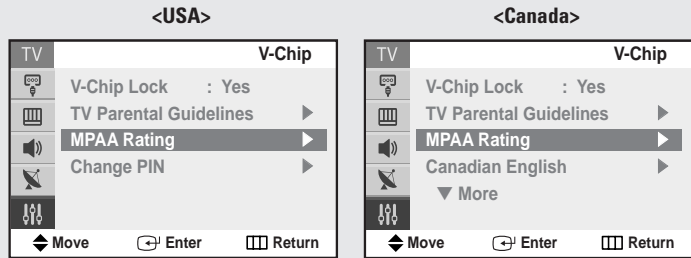 <USA>
TV V-Chip
V-Chip Lock : Yes
TV Parental Guidelines ▶
MPAA Rating ▶
Change PIN ▶
Move Enter Return
<Canada>
TV V-Chip
V-Chip Lock : Yes
TV Parental Guidelines ▶
MPAA Rating ▶
Canadian English ▶
▼ More
Move Enter Return